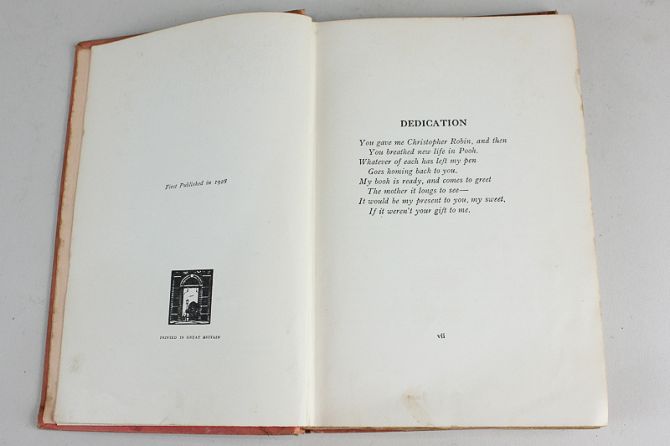 First Published in 1928
PRINTED IN GREAT BRITAIN
DEDICATION
You gave me Christopher Robin, and then
You breathed new life in Pooh.
Whatever of each has left my pen
Goes homing back to you.
My book is ready, and comes to greet
The mother it longs to see—
It would be my present to you, my sweet,
If it weren't your gift to me.
vii